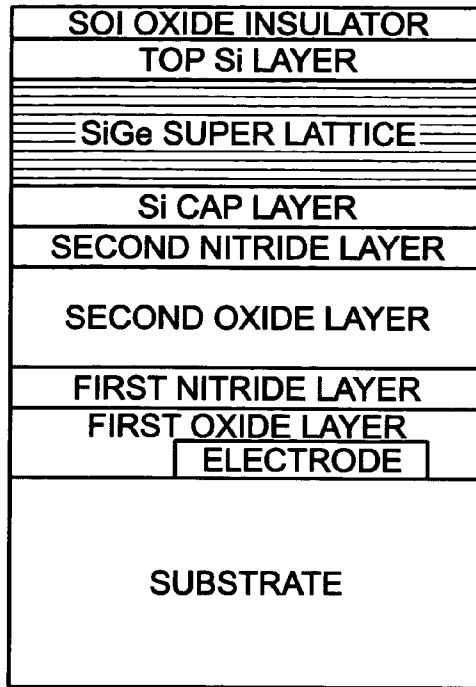 SOI OXIDE INSULATOR
TOP Si LAYER
SiGe SUPER LATTICE
Si CAP LAYER
SECOND NITRIDE LAYER
SECOND OXIDE LAYER
FIRST NITRIDE LAYER
FIRST OXIDE LAYER
ELECTRODE
SUBSTRATE